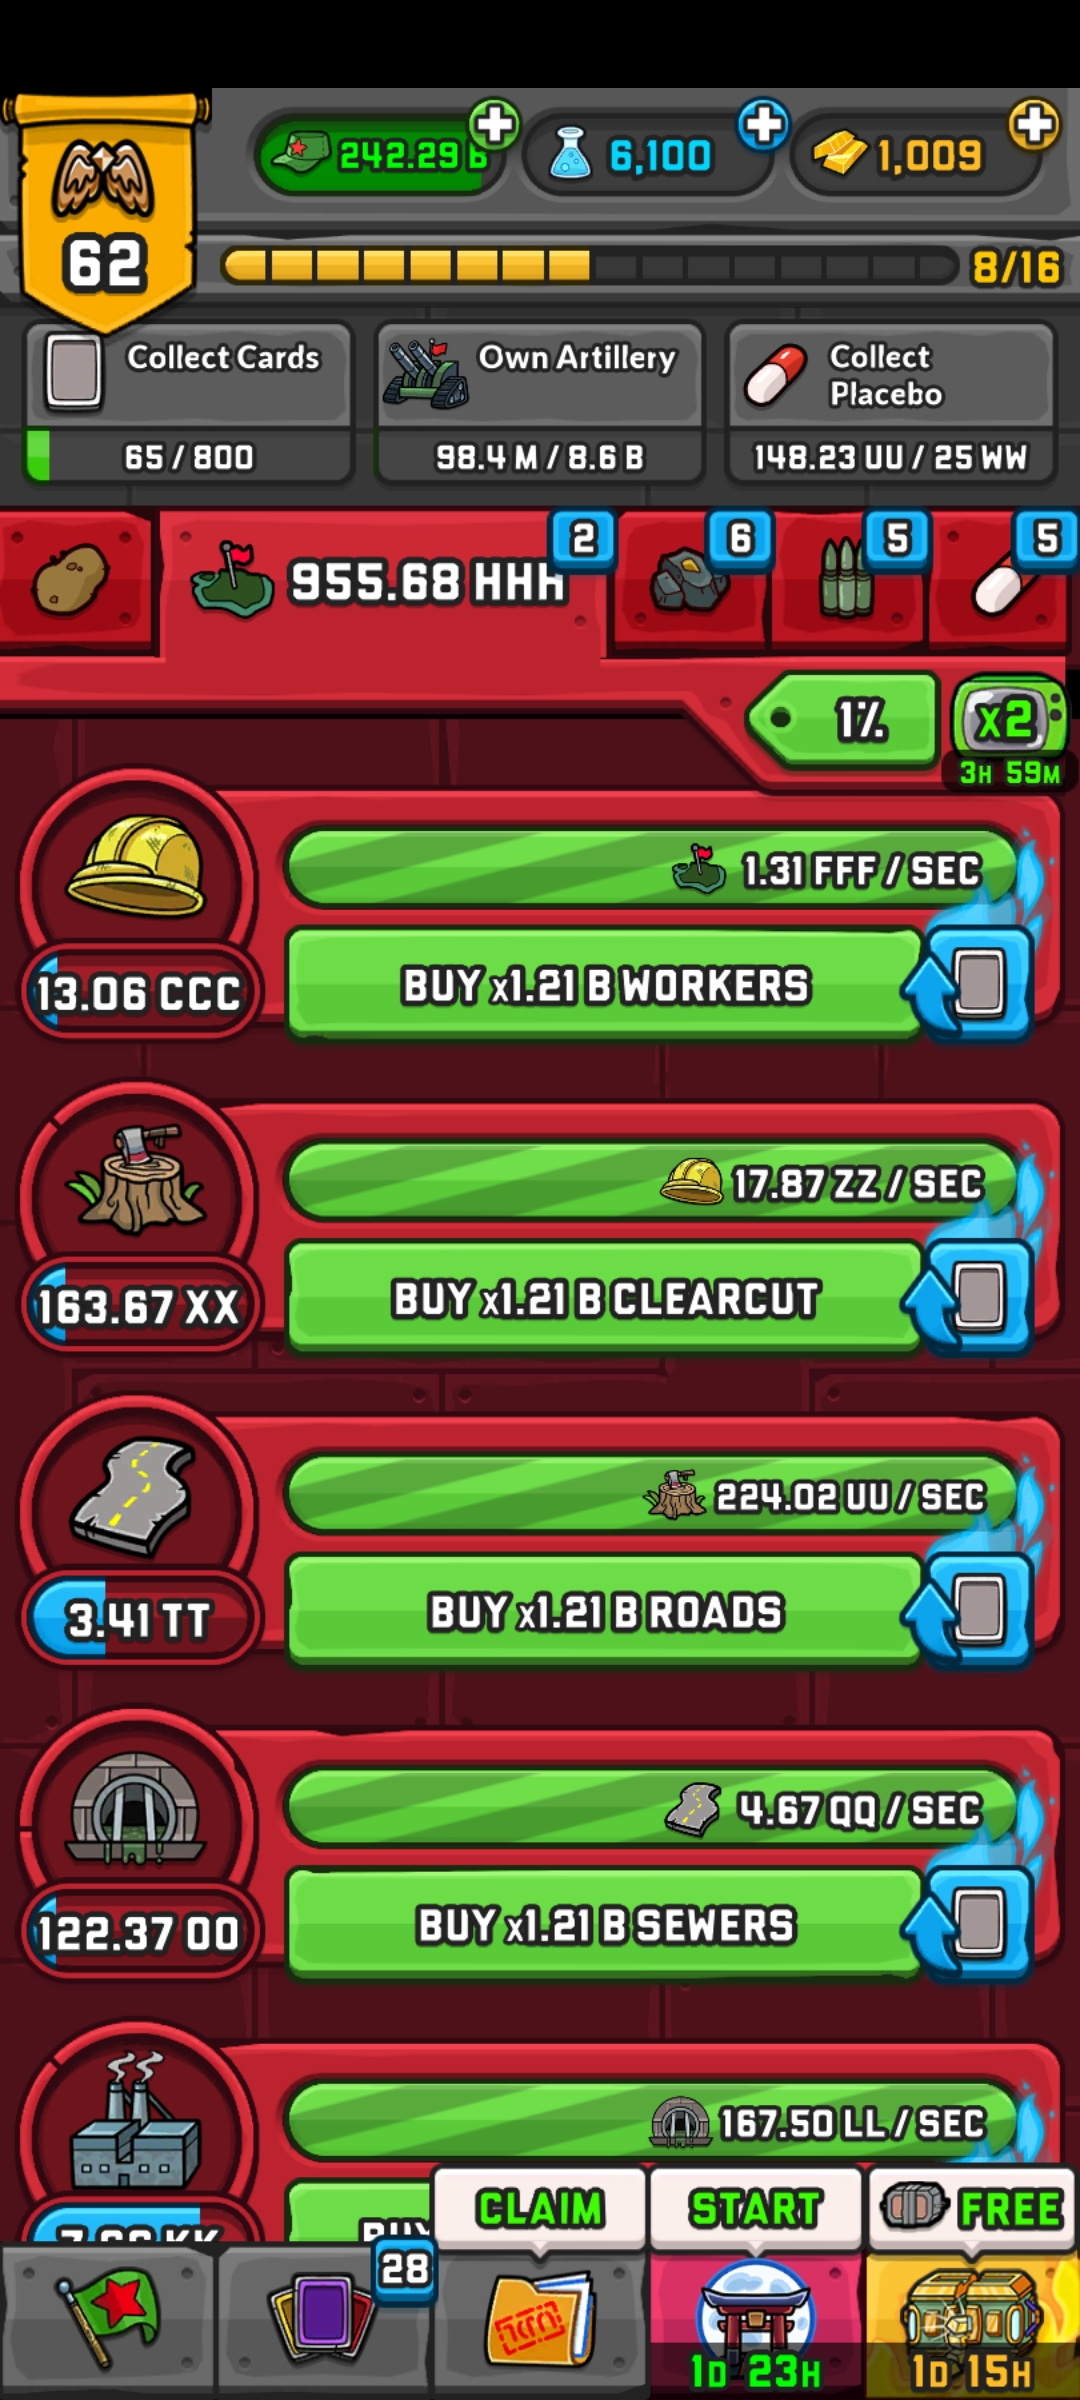 242.29 B
6,100
1,009
62
8/16
Collect Cards
65 / 800
Own Artillery
98.4 M / 8.6 B
Collect
Placebo
148.23 UU / 25 WW
955.68 HHH
2
6
5
5
1%
x2
3H 59M
1.31 FFF / SEC
13.06 CCC
BUY x1.21 B WORKERS
17.87 ZZ / SEC
163.67 XX
BUY x1.21 B CLEARCUT
224.02 UU / SEC
3.41 TT
BUY x1.21 B ROADS
4.67 QQ / SEC
122.37 OO
BUY x1.21 B SEWERS
167.50 LL / SEC
BUY
CLAIM
START
FREE
28
1D 23H
1D 15H